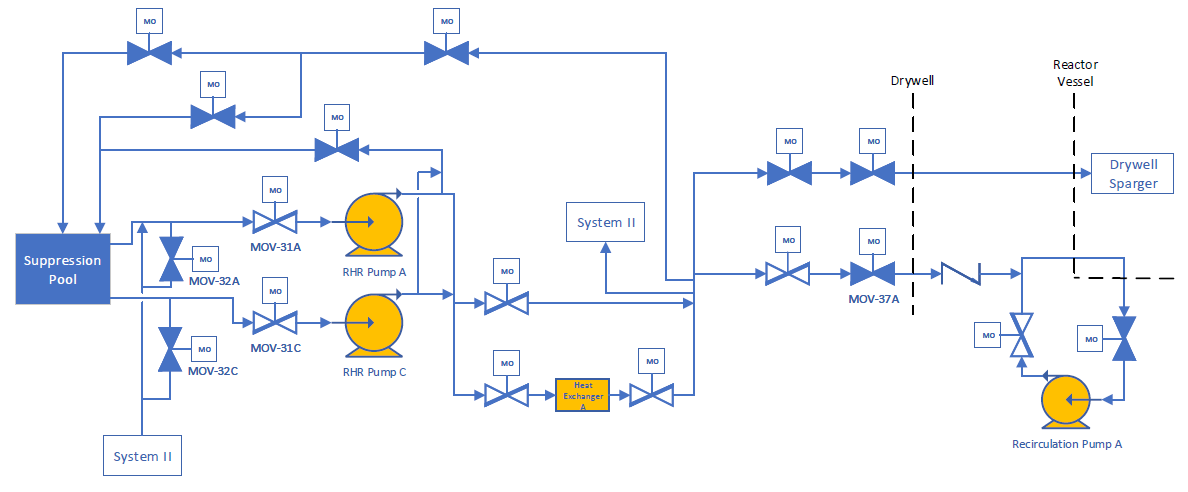 MO
MO
Reactor
Vessel
Drywell
MO
MO
MO
MO
Drywell
Sparger
MO
System II
MOV-31A
Suppression
Pool
MO
MO
MO
RHR Pump A
MOV-32A
MO
MO
MOV-37A
MO
MO
MOV-31C
MO
MO
MO
MOV-32C
RHR Pump C
Heat
Exchanger
A
Recirculation Pump A
System II